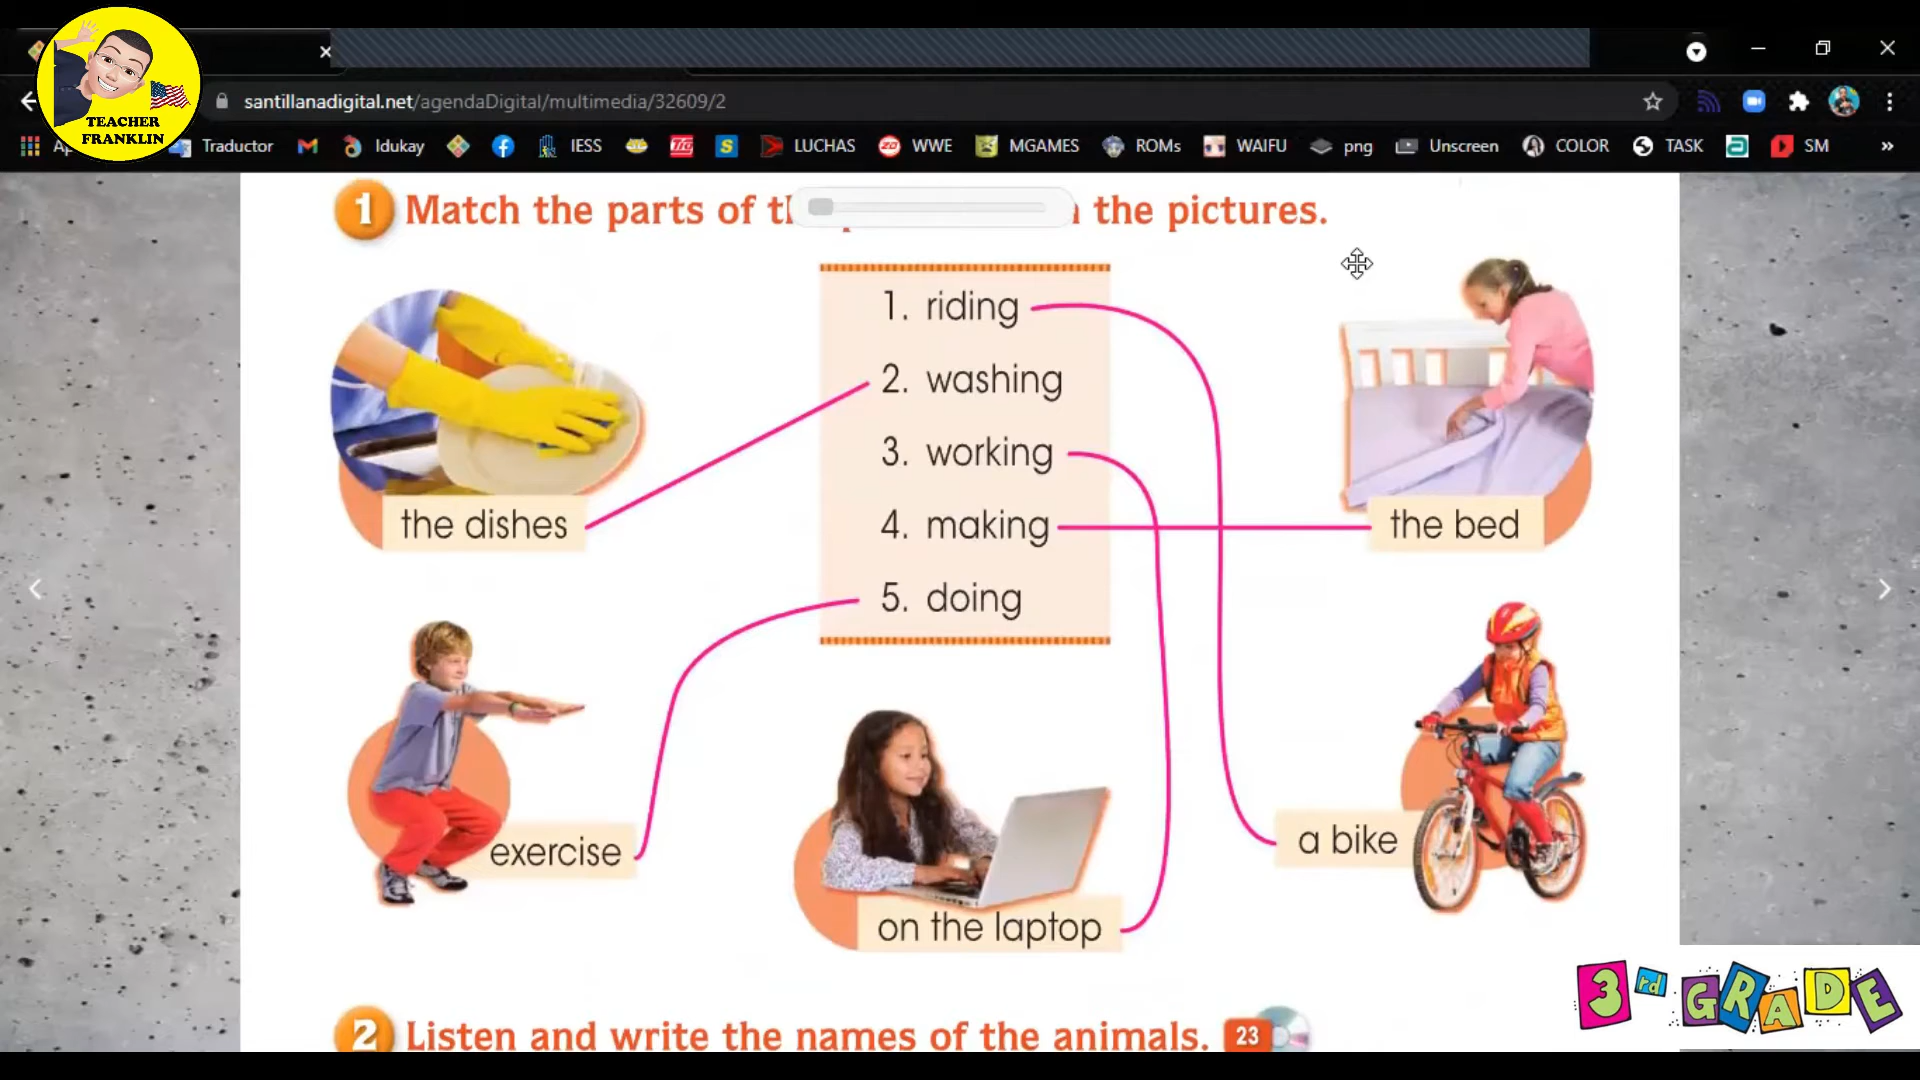 TEACHER
FRANKLIN
santillanadigital.net/agendaDigital/multimedia/32609/2
Traductor
Idukay
IESS
LUCHAS
WWE
MGAMES
ROMs
WAIFU
png
Unscreen
COLOR
TASK
SM
1 Match the parts of the pictures.
1. riding
2. washing
3. working
4. making
5. doing
the dishes
the bed
exercise
on the laptop
a bike
2 Listen and write the names of the animals. 23
3rd GRADE